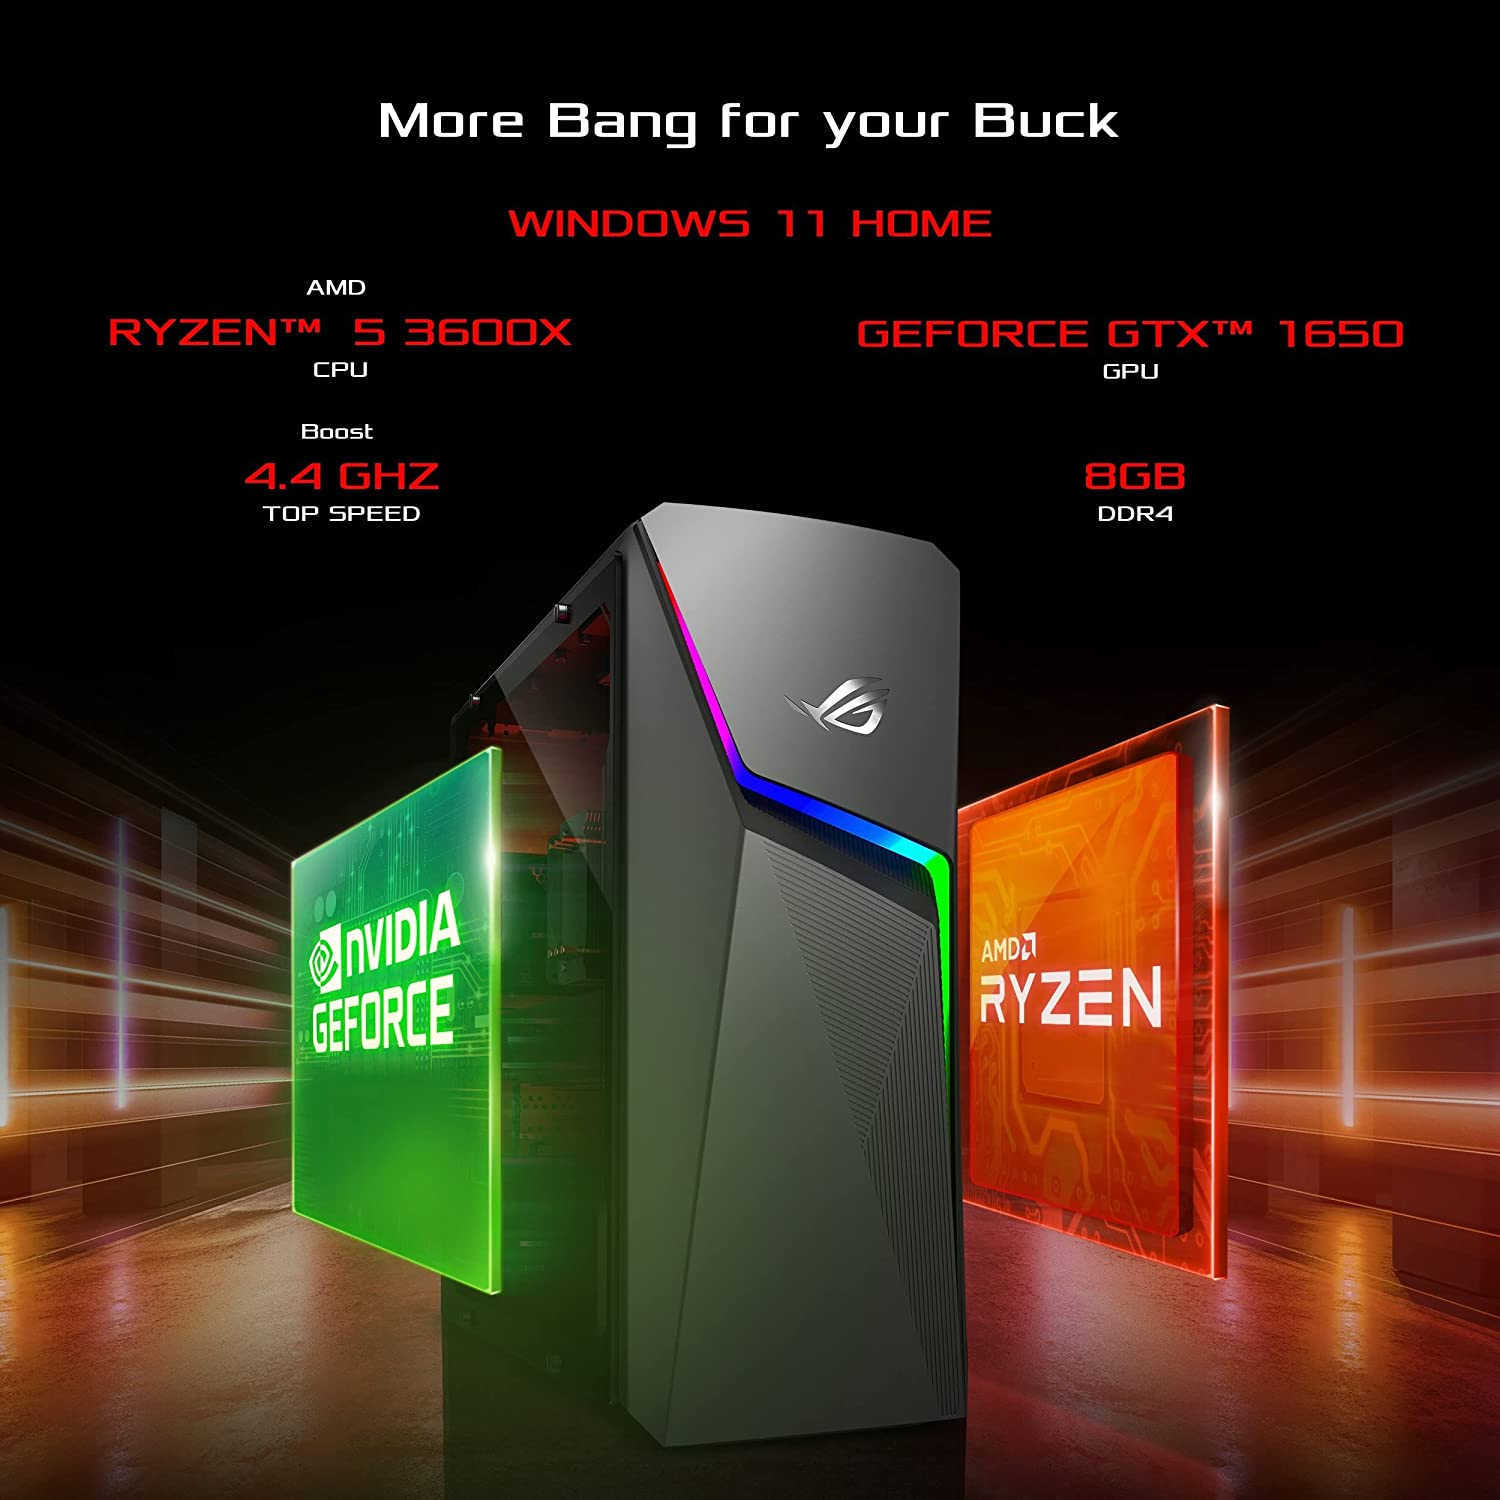 More Bang for your Buck
WINDOWS 11 HOME
AMD
RYZEN™ 5 3600X
CPU
GEFORCE GTX™ 1650
GPU
Boost
4.4 GHZ
TOP SPEED
8GB
DDR4
NVIDIA
GEFORCE
AMD
RYZEN